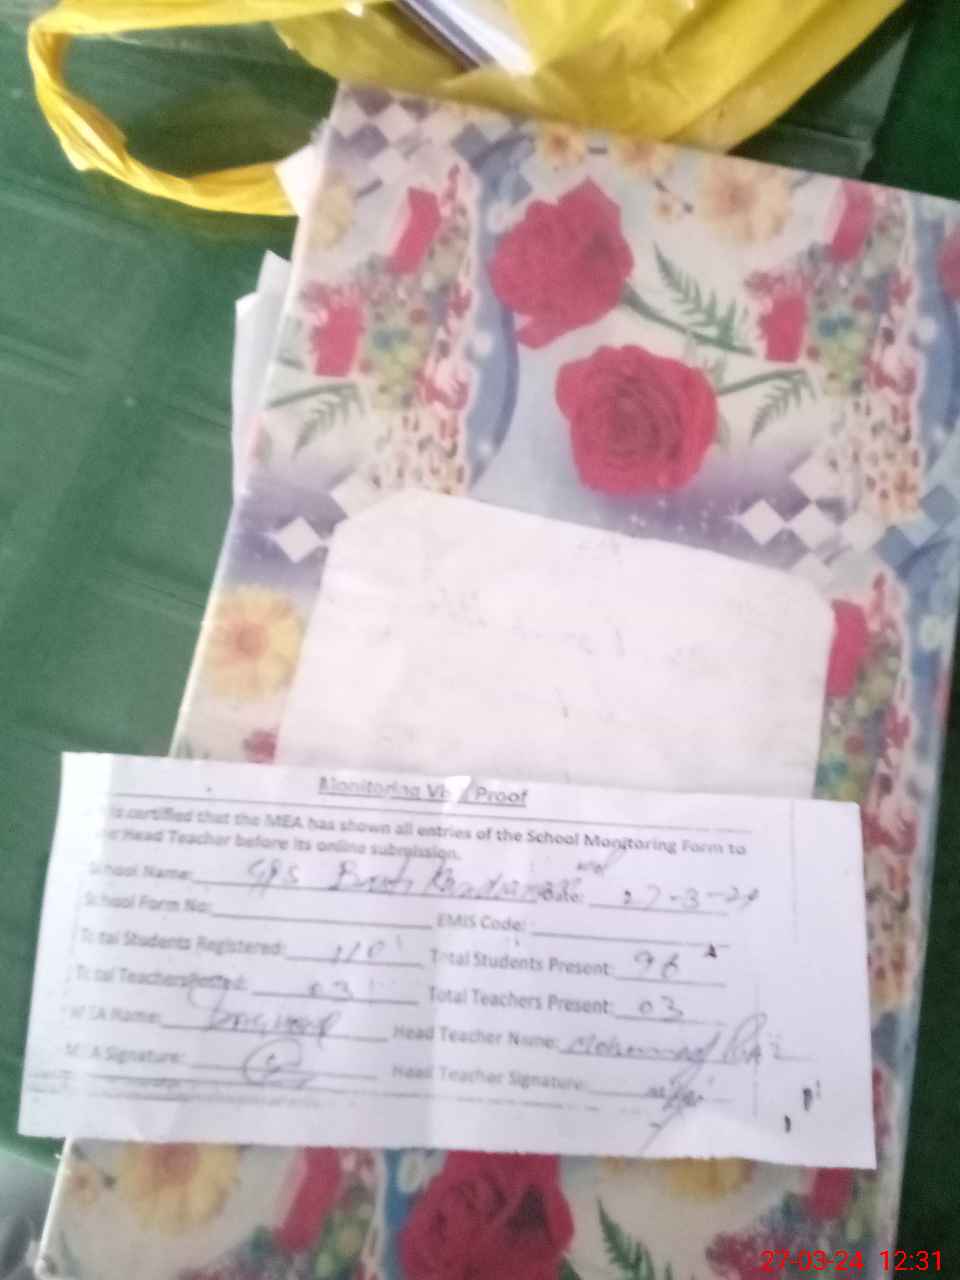 Monitoring Visit Proof
is certified that the MEA has shown all entries of the School Monitoring Form to
Head Teacher before its online submission.
School Name: GPS Date: 27-3-24
School Form No: EMIS Code:
Total Students Registered: 110 Total Students Present: 96
Total Teachers Posted: 03 Total Teachers Present: 03
MEA Name: Head Teacher Name: Mohammad Riaz
MEA Signature: Head Teacher Signature:
27-03-24 12:31